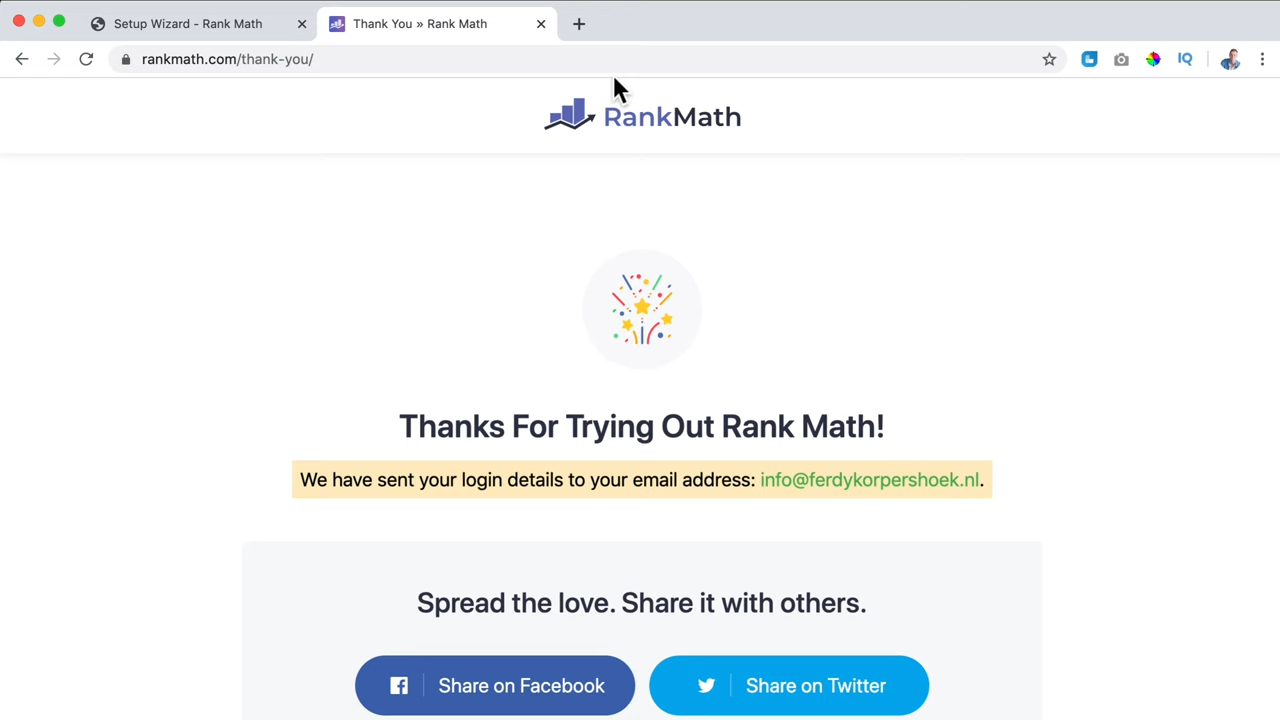 Setup Wizard - Rank Math
Thank You » Rank Math
rankmath.com/thank-you/
IQ
RankMath
Thanks For Trying Out Rank Math!
We have sent your login details to your email address: info@ferdykorpershoek.nl.
Spread the love. Share it with others.
Share on Facebook
Share on Twitter